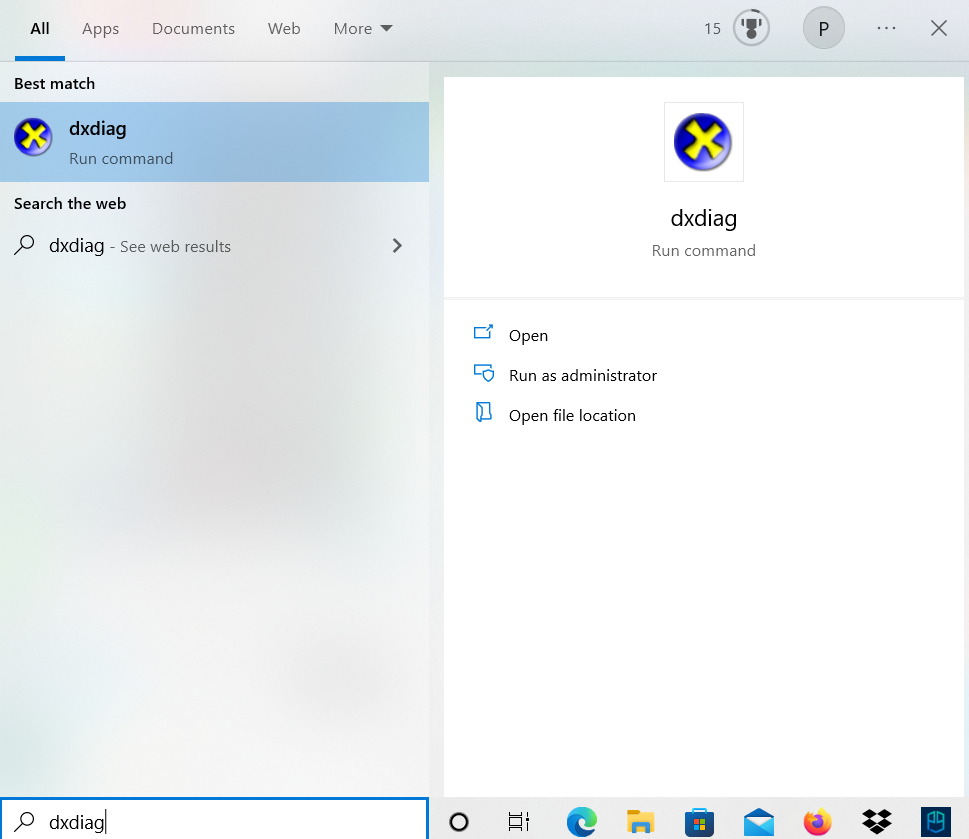 All Apps Documents Web More 15 P ...
Best match
dxdiag
Run command
Search the web
dxdiag - See web results
dxdiag
Run command
Open
Run as administrator
Open file location
dxdiag